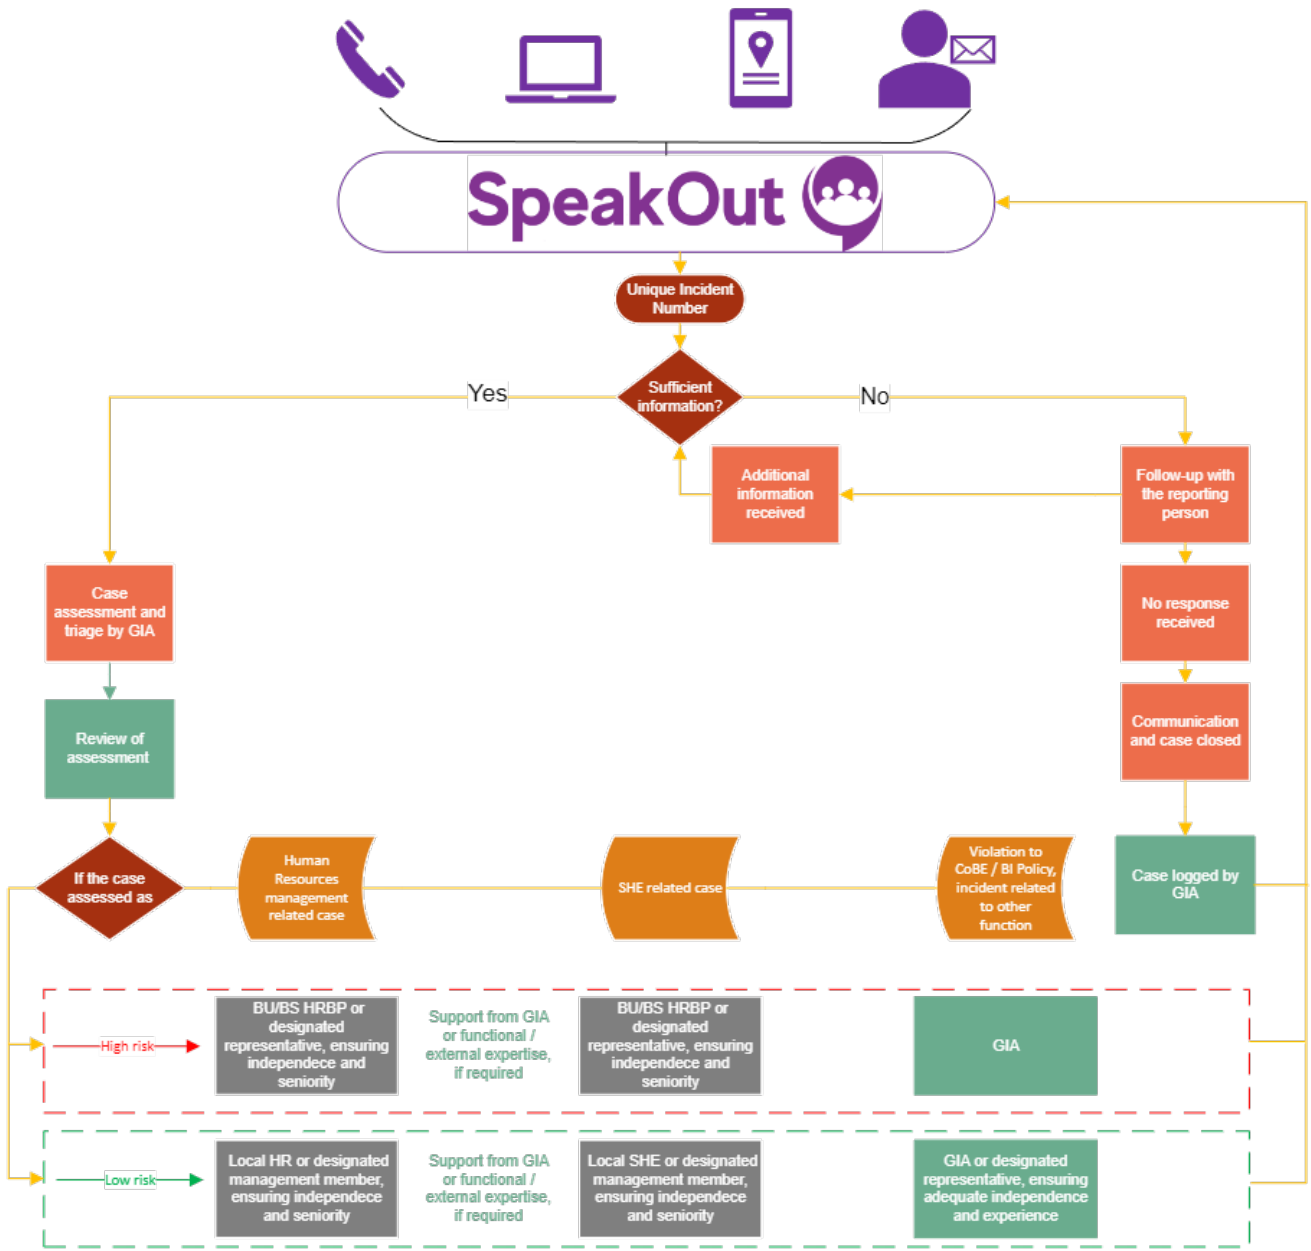 SpeakOut
Unique Incident
Number
Sufficient
information?
Yes
No
Additional
information
received
Follow-up with
the reporting
person
Case
assessment and
triage by GIA
No response
received
Review of
assessment
Communication
and case closed
If the case
assessed as
Human
Resources
management
related case
SHE related case
Violation to
CoBE / BI Policy,
incident related
to other
function
Case logged by
GIA
High risk
BU/BS HRBP or
designated
representative, ensuring
independece and
seniority
Support from GIA
or functional /
external expertise,
if required
BU/BS HRBP or
designated
representative, ensuring
independece and
seniority
GIA
Low risk
Local HR or designated
management member,
ensuring independece
and seniority
Support from GIA
or functional /
external expertise,
if required
Local SHE or designated
management member,
ensuring independece
and seniority
GIA or designated
representative, ensuring
adequate independence
and experience